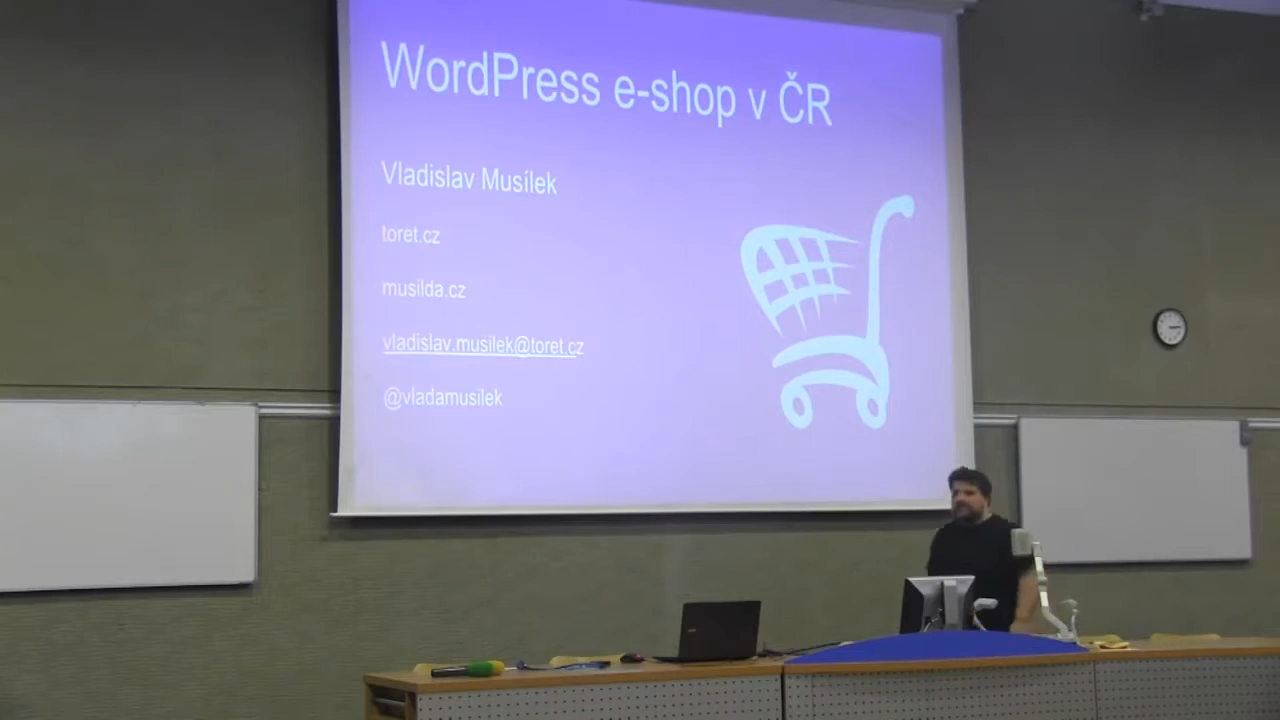 WordPress e-shop v ČR
Vladislav Musílek
toret.cz
musilda.cz
vladislav.musilek@toret.cz
@vladamusilek